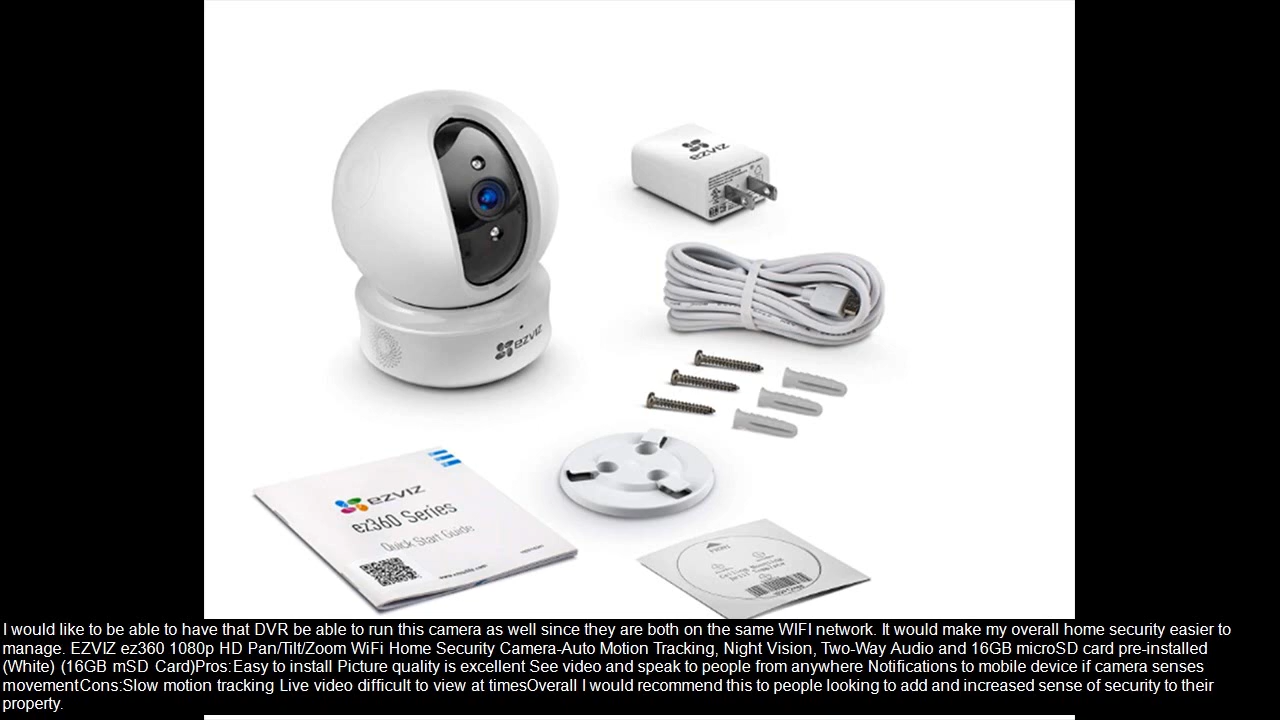 ezviz
ezviz
ezviz
ez360 Series
Quick Start Guide
FRONT
Ceiling Mounting
Drill Template
I would like to be able to have that DVR be able to run this camera as well since they are both on the same WIFI network. It would make my overall home security easier to
manage. EZVIZ ez360 1080p HD Pan/Tilt/Zoom WiFi Home Security Camera-Auto Motion Tracking, Night Vision, Two-Way Audio and 16GB microSD card pre-installed
(White) (16GB mSD Card)Pros:Easy to install Picture quality is excellent See video and speak to people from anywhere Notifications to mobile device if camera senses
movementCons:Slow motion tracking Live video difficult to view at timesOverall I would recommend this to people looking to add and increased sense of security to their
property.